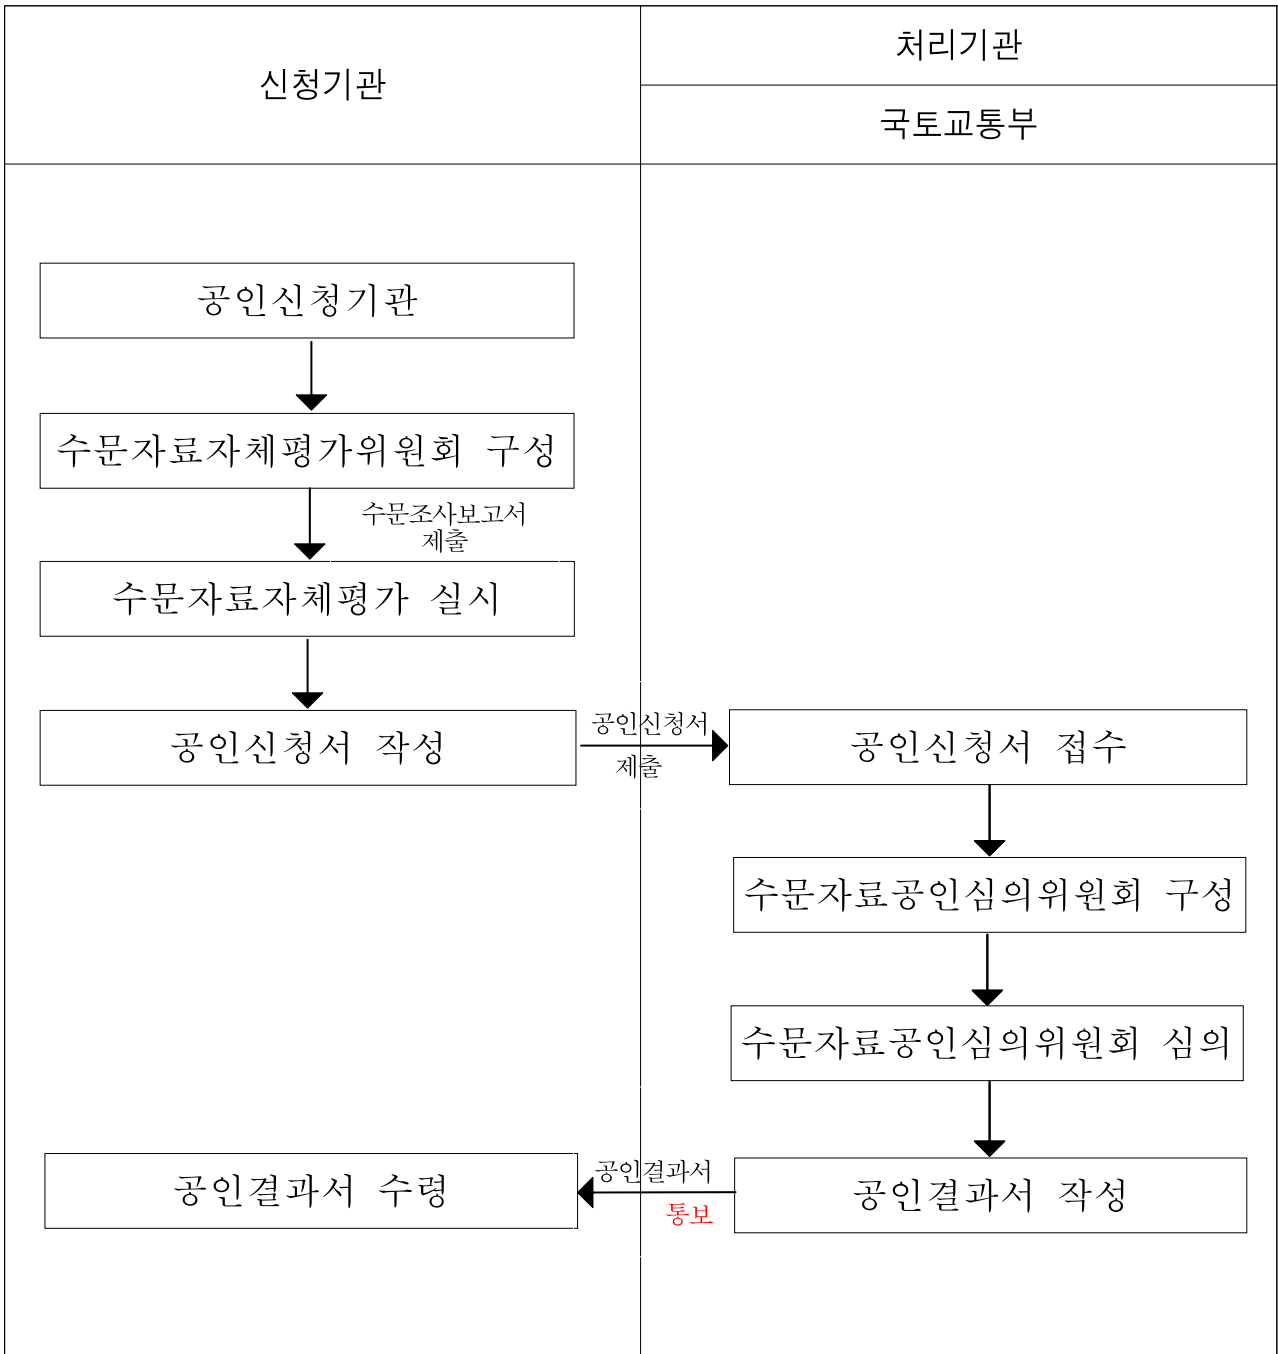 신청기관
처리기관
국토교통부
공인신청기관
수문자료자체평가위원회 구성
수문조사보고서
제출
수문자료자체평가 실시
공인신청서 작성
공인신청서
제출
공인신청서 접수
수문자료공인심의위원회 구성
수문자료공인심의위원회 심의
공인결과서 작성
공인결과서
통보
공인결과서 수령